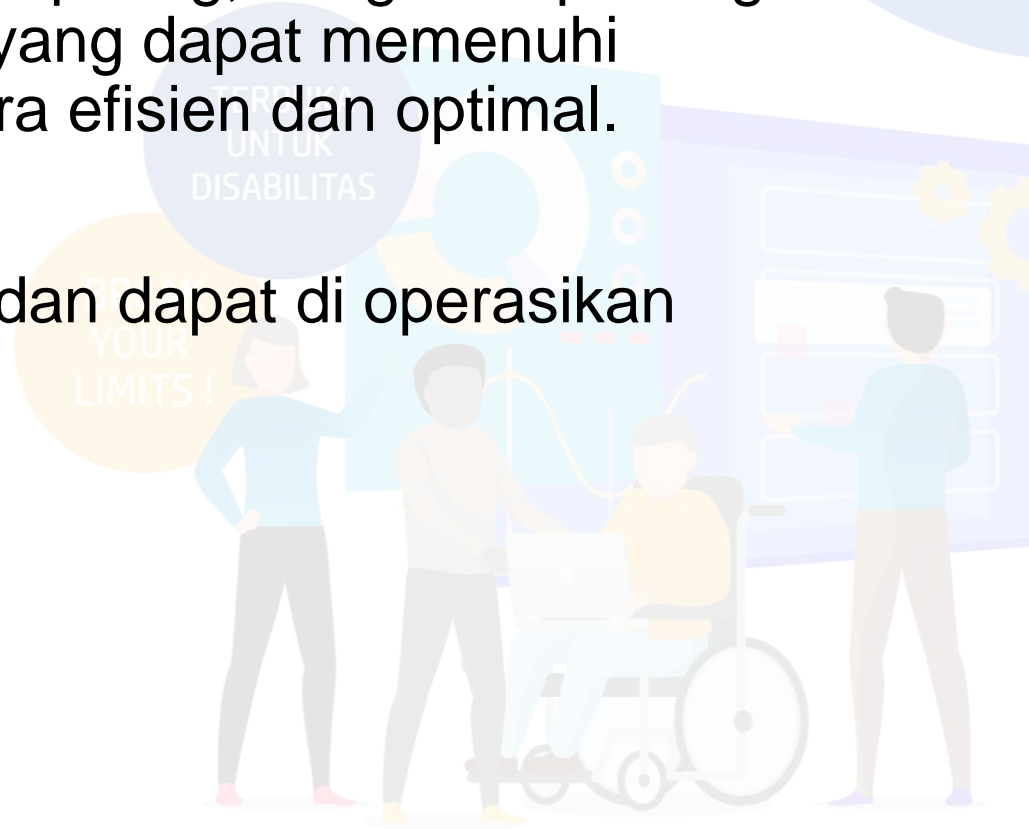 yang dapat memenuhi
ra efisien dan optimal.
TERBUKA
UNTUK
DISABILITAS
dan dapat di operasikan
YOUR
LIMITS !